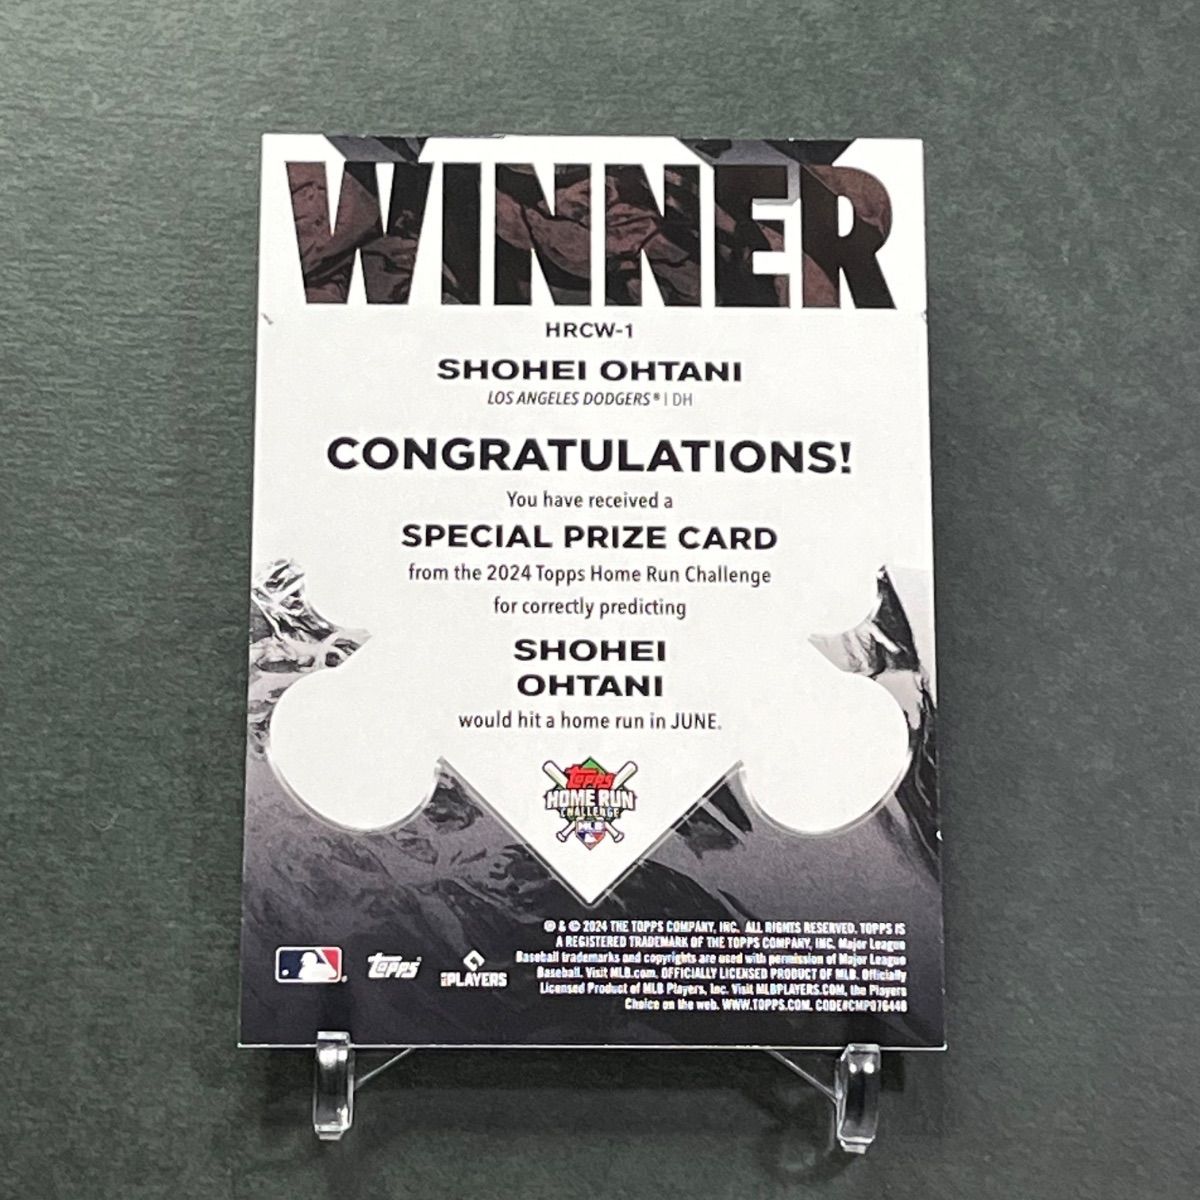 WINNER
HRCW-1
SHOHEI OHTANI
LOS ANGELES DODGERS® | DH
CONGRATULATIONS!
You have received a
SPECIAL PRIZE CARD
from the 2024 Topps Home Run Challenge
for correctly predicting
SHOHEI
OHTANI
would hit a home run in JUNE.
Topps
HOME RUN
CHALLENGE
MLB
® & © 2024 THE TOPPS COMPANY, INC. ALL RIGHTS RESERVED. TOPPS IS
A REGISTERED TRADEMARK OF THE TOPPS COMPANY, INC. Major League
Baseball trademarks and copyrights are used with permission of Major League
Baseball. Visit MLB.com. OFFICIALLY LICENSED PRODUCT OF MLB. Officially
Licensed Product of MLB Players, Inc. Visit MLBPLAYERS.COM, the Players
Choice on the web. WWW.TOPPS.COM. CODE#CMP076448
Topps
MLB PLAYERS